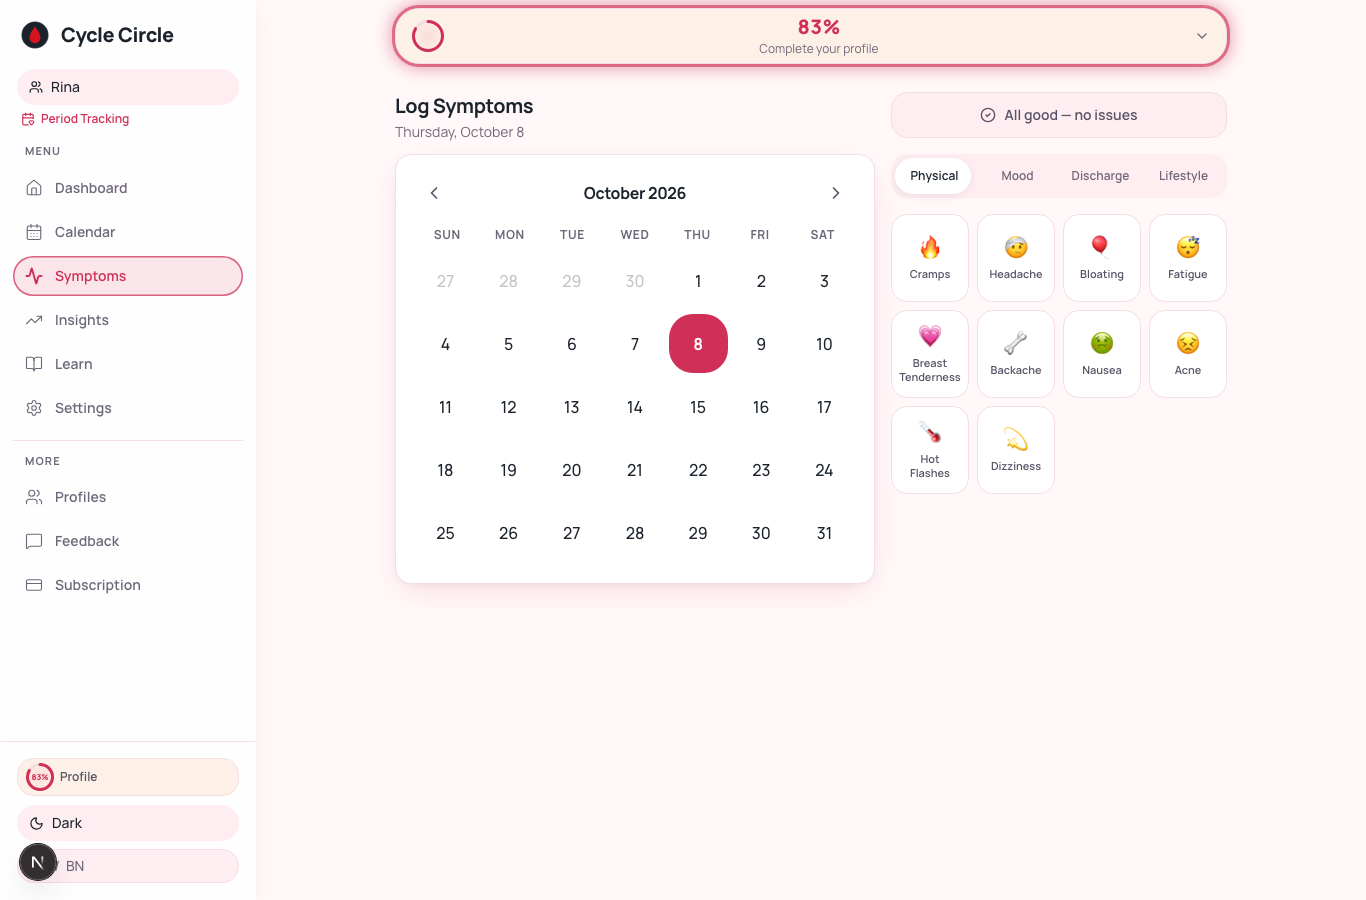 Cycle Circle
Rina
Period Tracking
MENU
Dashboard
Calendar
Symptoms
Insights
Learn
Settings
MORE
Profiles
Feedback
Subscription
83%
Profile
Dark
N
/ BN
83%
Complete your profile
Log Symptoms
Thursday, October 8
October 2026
SUN MON TUE WED THU FRI SAT
27 28 29 30 1 2 3
4 5 6 7 8 9 10
11 12 13 14 15 16 17
18 19 20 21 22 23 24
25 26 27 28 29 30 31
All good — no issues
Physical Mood Discharge Lifestyle
Cramps Headache Bloating Fatigue
Breast Tenderness Backache Nausea Acne
Hot Flashes Dizziness